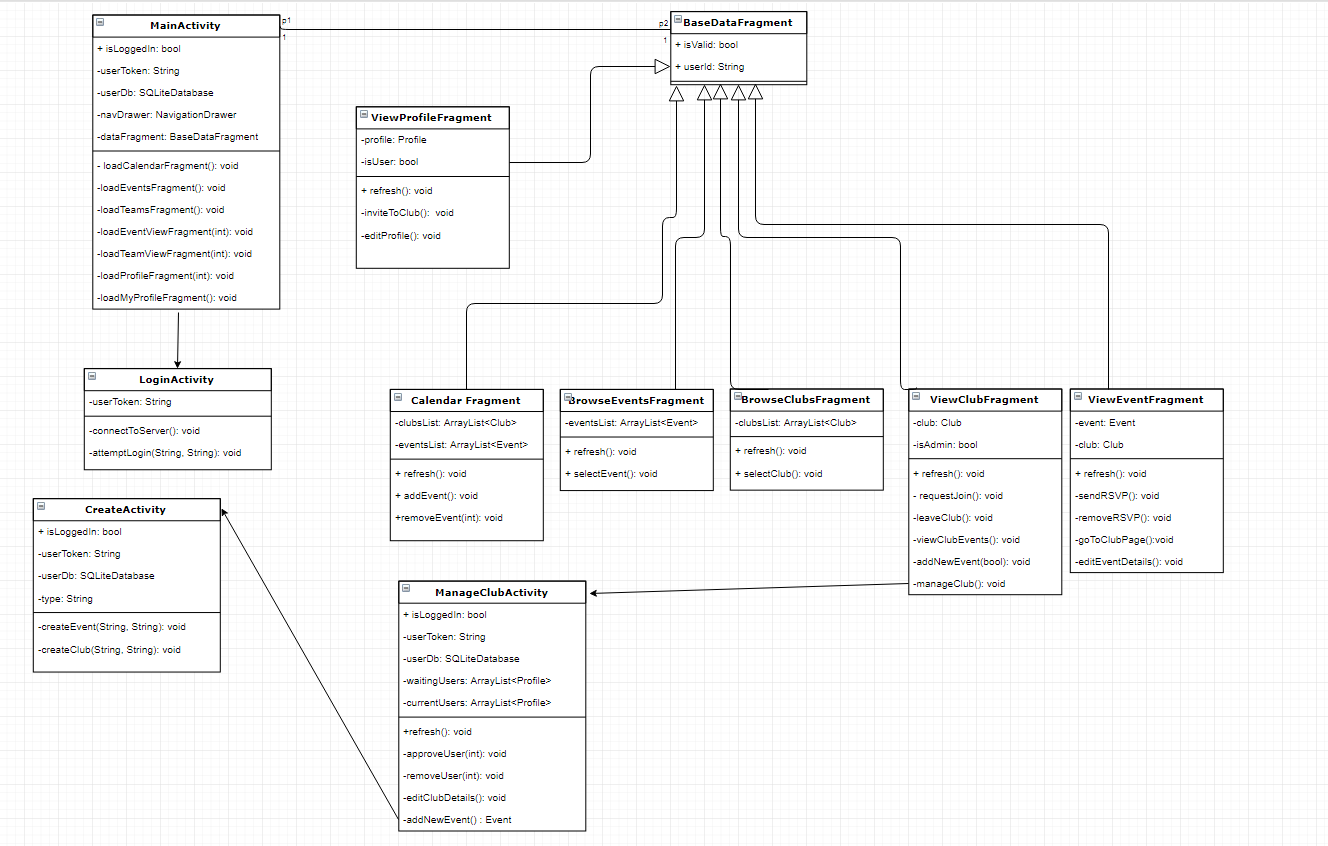 MainActivity
+ isLoggedIn: bool
-userToken: String
-userDb: SQLiteDatabase
-navDrawer: NavigationDrawer
-dataFragment: BaseDataFragment
- loadCalendarFragment(): void
-loadEventsFragment(): void
-loadTeamsFragment(): void
-loadEventViewFragment(int): void
-loadTeamViewFragment(int): void
-loadProfileFragment(int): void
-loadMyProfileFragment(): void
p1
1
p2
1
BaseDataFragment
+ isValid: bool
+ userId: String
ViewProfileFragment
-profile: Profile
-isUser: bool
+ refresh(): void
-inviteToClub(): void
-editProfile(): void
LoginActivity
-userToken: String
-connectToServer(): void
-attemptLogin(String, String): void
Calendar Fragment
-clubsList: ArrayList<Club>
-eventsList: ArrayList<Event>
+ refresh(): void
+ addEvent(): void
+removeEvent(int): void
BrowseEventsFragment
-eventsList: ArrayList<Event>
+ refresh(): void
+ selectEvent(): void
BrowseClubsFragment
-clubsList: ArrayList<Club>
+ refresh(): void
+ selectClub(): void
ViewClubFragment
-club: Club
-isAdmin: bool
+ refresh(): void
- requestJoin(): void
-leaveClub(): void
-viewClubEvents(): void
-addNewEvent(bool): void
-manageClub(): void
ViewEventFragment
-event: Event
-club: Club
+ refresh(): void
-sendRSVP(): void
-removeRSVP(): void
-goToClubPage():void
-editEventDetails(): void
CreateActivity
+ isLoggedIn: bool
-userToken: String
-userDb: SQLiteDatabase
-type: String
-createEvent(String, String): void
-createClub(String, String): void
ManageClubActivity
+ isLoggedIn: bool
-userToken: String
-userDb: SQLiteDatabase
-waitingUsers: ArrayList<Profile>
-currentUsers: ArrayList<Profile>
+refresh(): void
-approveUser(int): void
-removeUser(int): void
-editClubDetails(): void
-addNewEvent() : Event